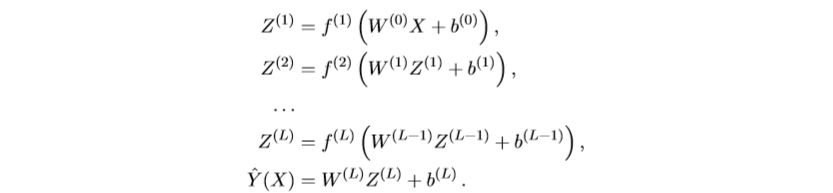 Z^{(1)} = f^{(1)} \left( W^{(0)} X + b^{(0)} \right),
Z^{(2)} = f^{(2)} \left( W^{(1)} Z^{(1)} + b^{(1)} \right),
...
Z^{(L)} = f^{(L)} \left( W^{(L-1)} Z^{(L-1)} + b^{(L-1)} \right),
\hat{Y}(X) = W^{(L)} Z^{(L)} + b^{(L)}.